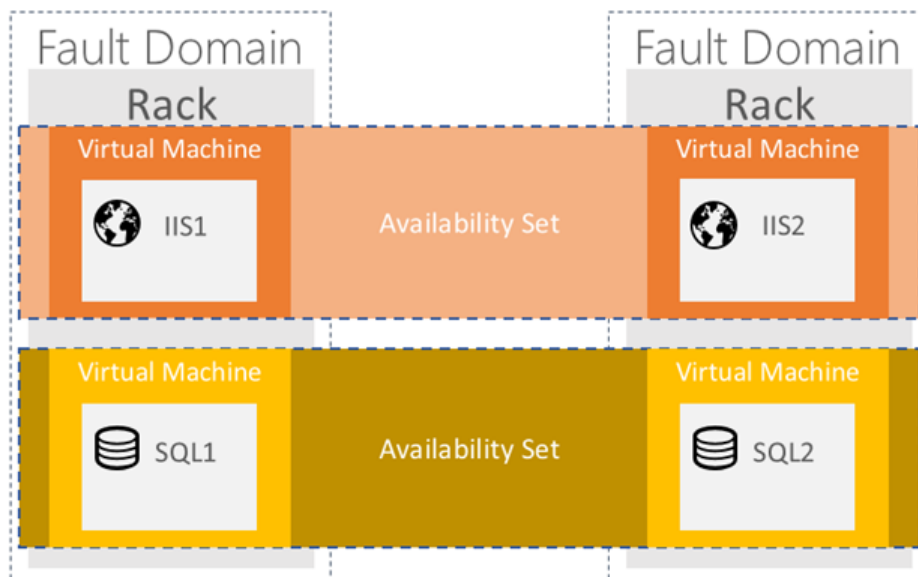 Fault Domain
Fault Domain
Rack
Rack
Virtual Machine
Virtual Machine
IIS1
Availability Set
IIS2
Virtual Machine
Virtual Machine
SQL1
Availability Set
SQL2